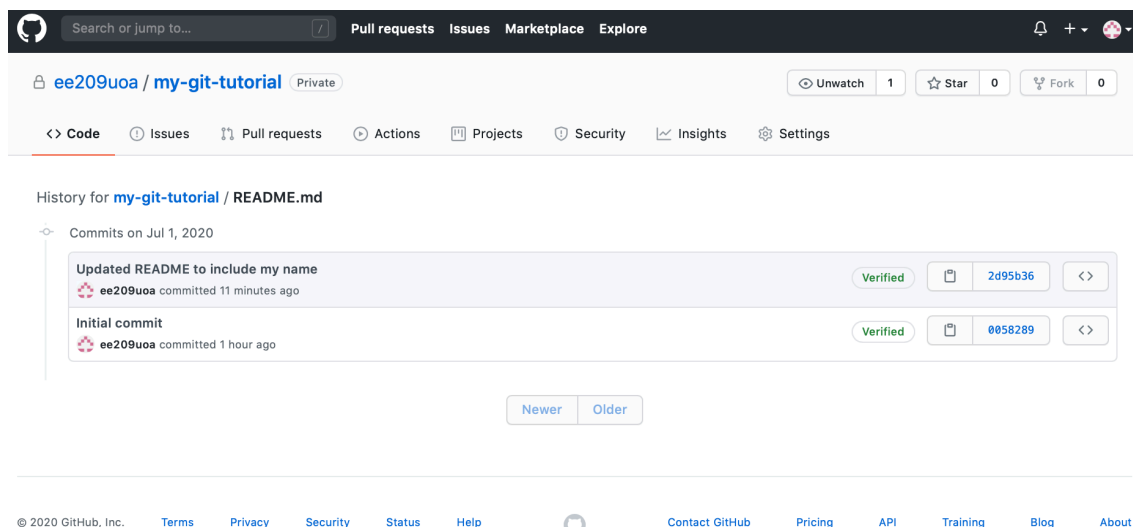 Search or jump to... / Pull requests Issues Marketplace Explore
ee209uoa / my-git-tutorial Private Unwatch 1 Star 0 Fork 0
<> Code Issues Pull requests Actions Projects Security Insights Settings
History for my-git-tutorial / README.md
Commits on Jul 1, 2020
Updated README to include my name
ee209uoa committed 11 minutes ago
Verified 2d95b36 <>
Initial commit
ee209uoa committed 1 hour ago
Verified 0058289 <>
Newer Older
© 2020 GitHub, Inc. Terms Privacy Security Status Help Contact GitHub Pricing API Training Blog About